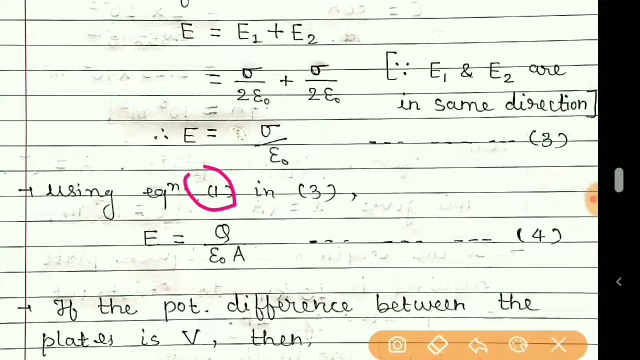 E = E₁ + E₂
= σ/2ε₀ + σ/2ε₀ [∵ E₁ & E₂ are
in same direction]
∴ E = σ/ε₀ --- --- --- (3)
→ Using eqⁿ (1) in (3),
E = Q/ε₀A --- --- --- (4)
→ If the pot. difference between the
plates is V, then,